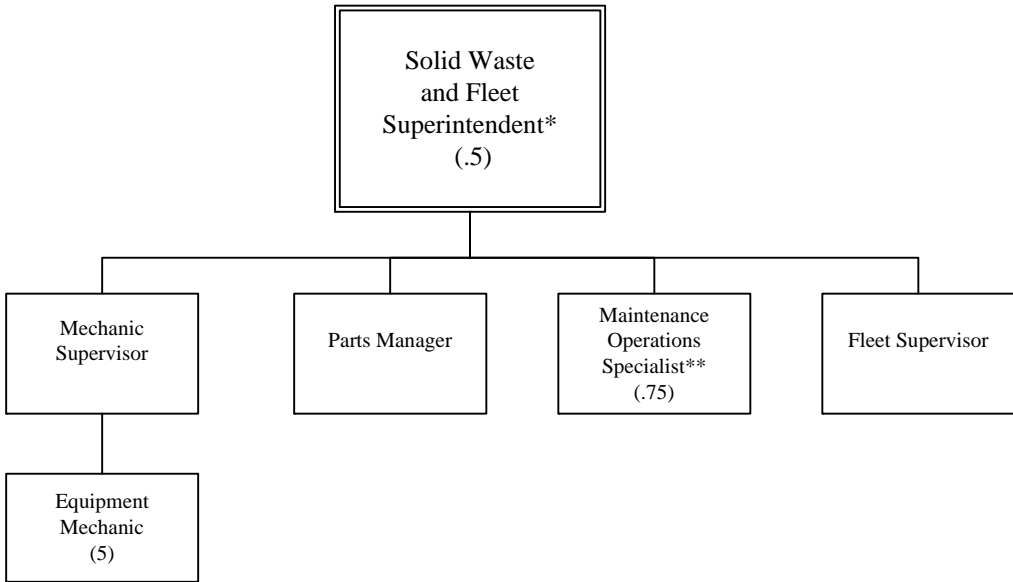 Solid Waste
and Fleet
Superintendent*
(.5)
Mechanic
Supervisor
Parts Manager
Maintenance
Operations
Specialist**
(.75)
Fleet Supervisor
Equipment
Mechanic
(5)